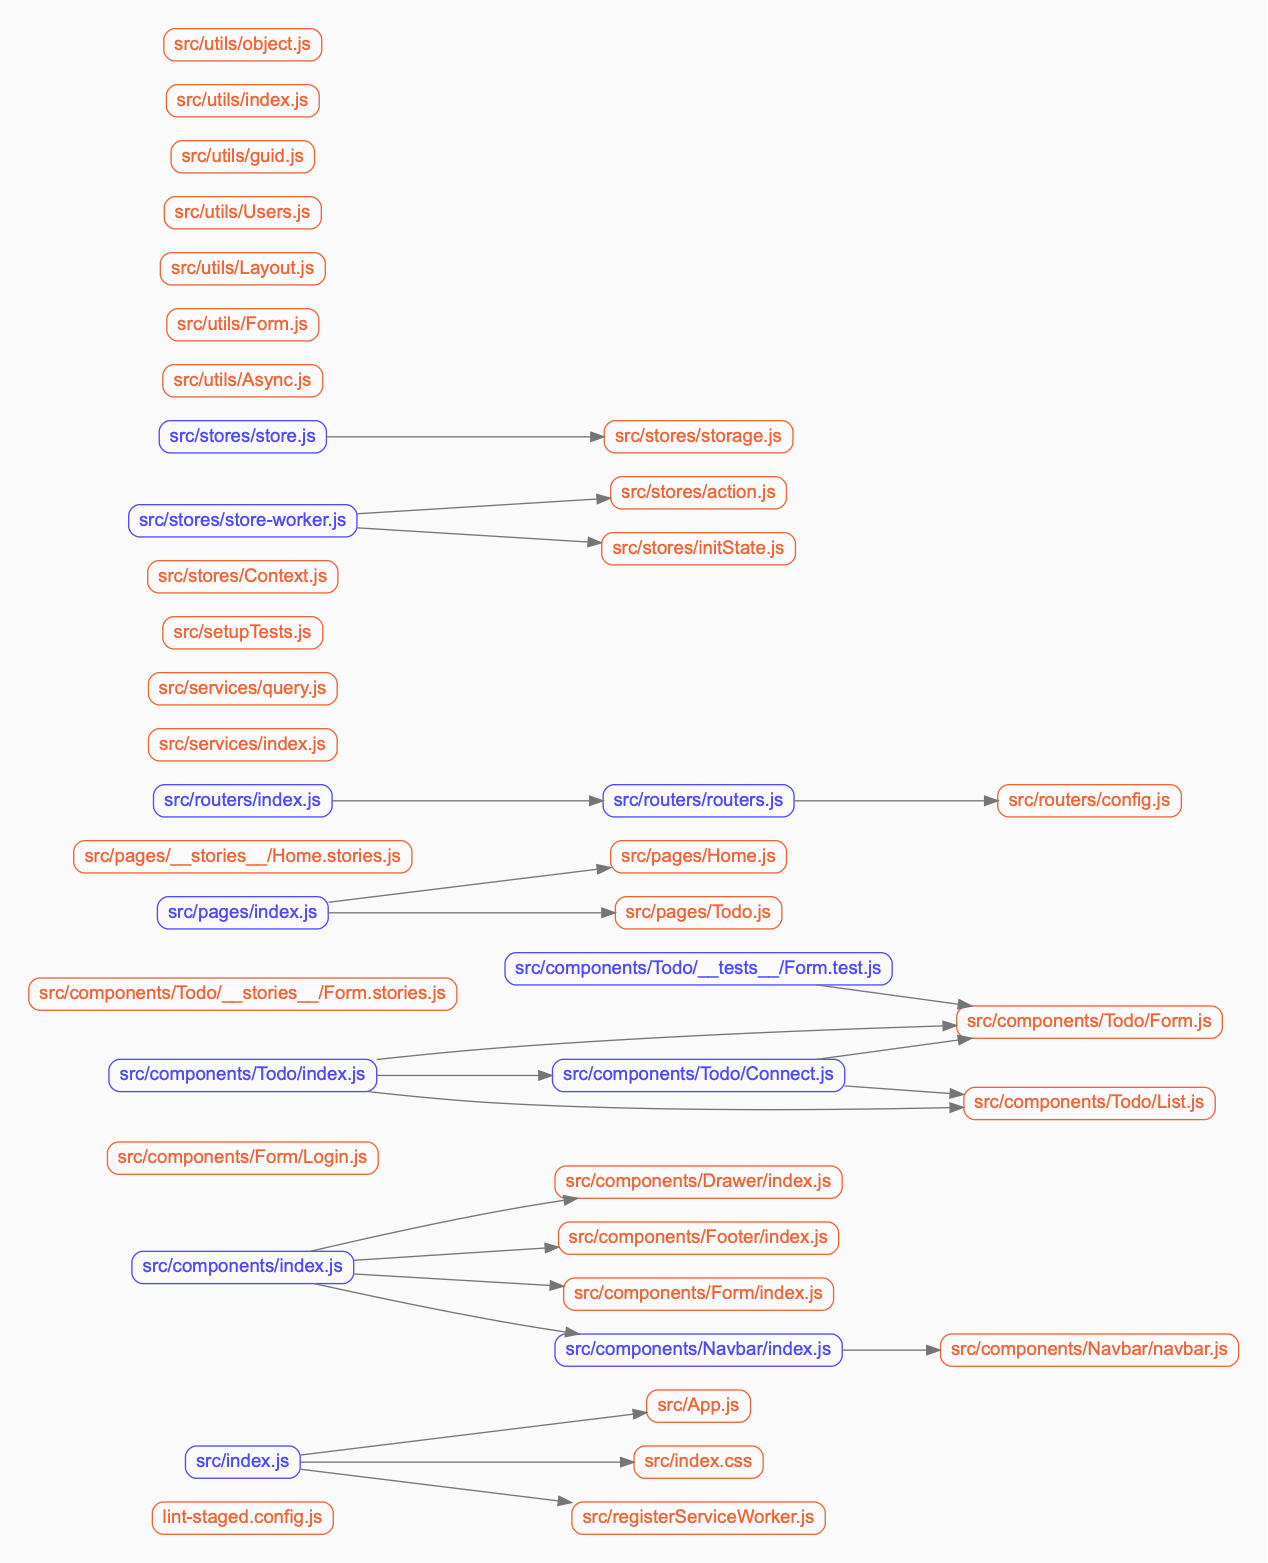 src/utils/object.js
src/utils/index.js
src/utils/guid.js
src/utils/Users.js
src/utils/Layout.js
src/utils/Form.js
src/utils/Async.js
src/stores/store.js
src/stores/storage.js
src/stores/action.js
src/stores/store-worker.js
src/stores/initState.js
src/stores/Context.js
src/setupTests.js
src/services/query.js
src/services/index.js
src/routers/index.js
src/routers/routers.js
src/routers/config.js
src/pages/__stories__/Home.stories.js
src/pages/Home.js
src/pages/index.js
src/pages/Todo.js
src/components/Todo/__tests__/Form.test.js
src/components/Todo/__stories__/Form.stories.js
src/components/Todo/Form.js
src/components/Todo/index.js
src/components/Todo/Connect.js
src/components/Todo/List.js
src/components/Form/Login.js
src/components/Drawer/index.js
src/components/Footer/index.js
src/components/index.js
src/components/Form/index.js
src/components/Navbar/index.js
src/components/Navbar/navbar.js
src/App.js
src/index.js
src/index.css
lint-staged.config.js
src/registerServiceWorker.js